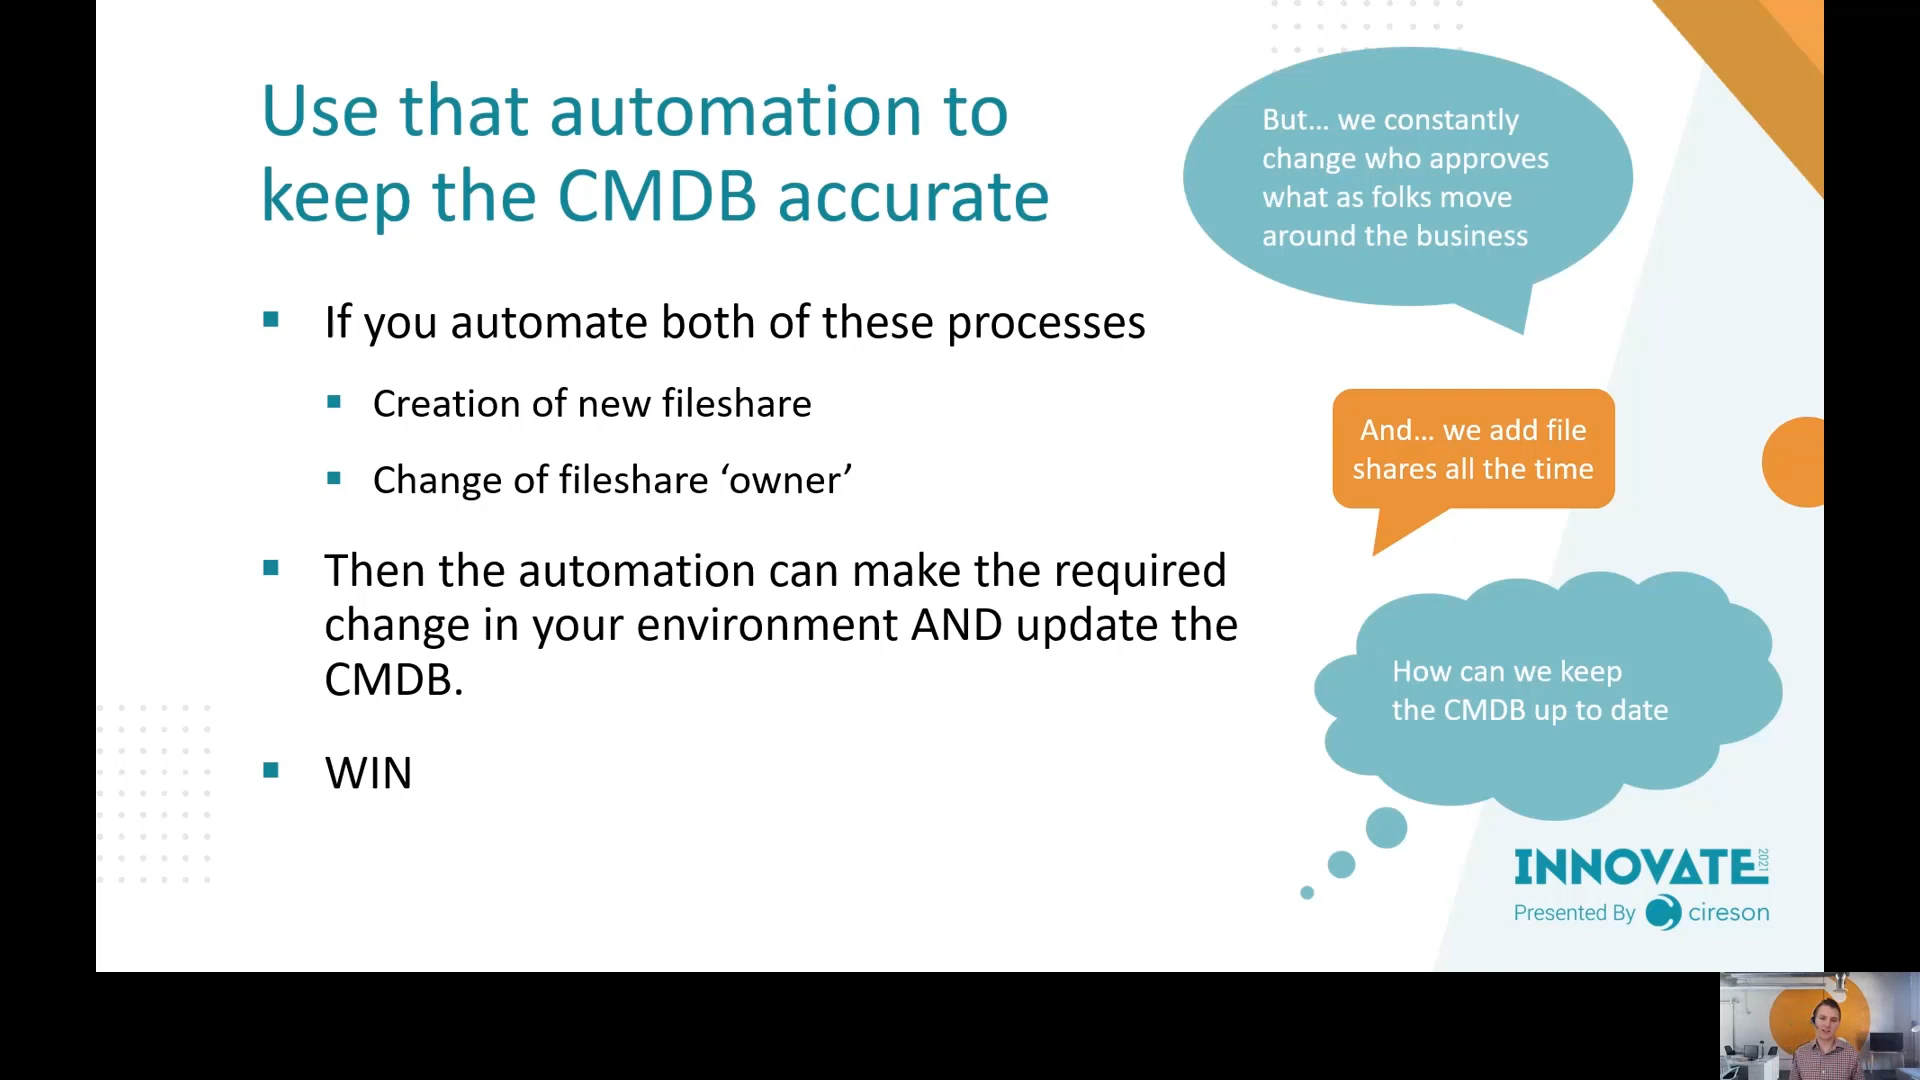 Use that automation to
keep the CMDB accurate
If you automate both of these processes
Creation of new fileshare
Change of fileshare ‘owner’
Then the automation can make the required
change in your environment AND update the
CMDB.
WIN
But... we constantly
change who approves
what as folks move
around the business
And... we add file
shares all the time
How can we keep
the CMDB up to date
INNOVATE 2021
Presented By cireson